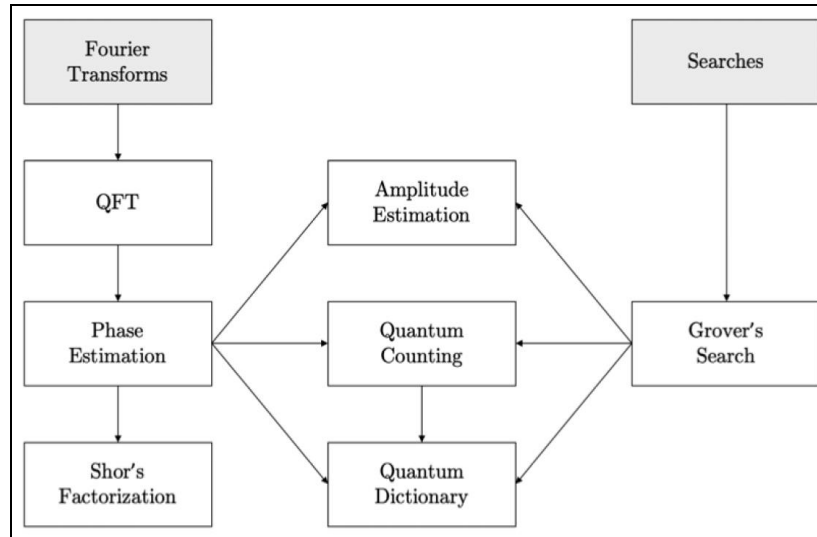 Fourier
Transforms
Searches
QFT
Amplitude
Estimation
Phase
Estimation
Quantum
Counting
Grover's
Search
Shor's
Factorization
Quantum
Dictionary